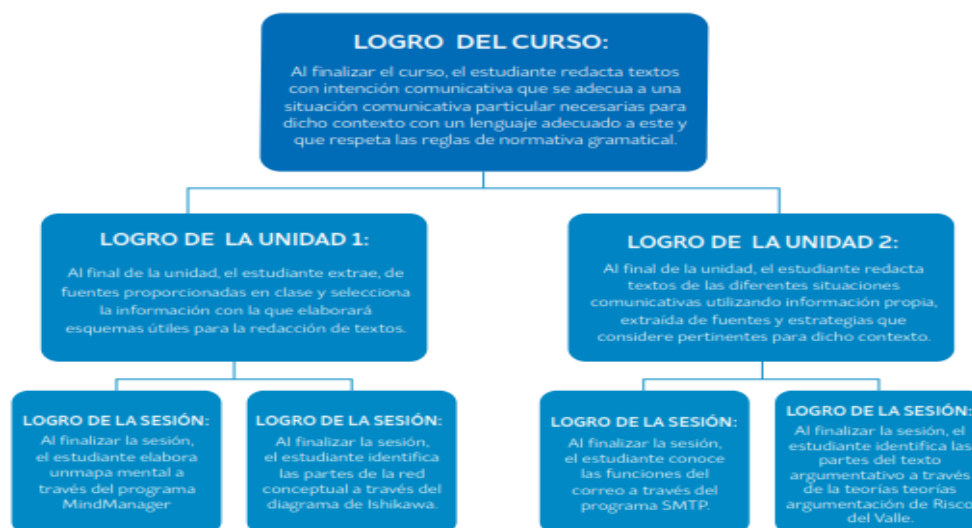 LOGRO DEL CURSO:
Al finalizar el curso, el estudiante redacta textos
con intención comunicativa que se adecua a una
situación comunicativa particular necesarias para
dicho contexto con un lenguaje adecuado a este y
que respeta las reglas de normativa gramatical.
LOGRO DE LA UNIDAD 1:
Al final de la unidad, el estudiante extrae, de
fuentes proporcionadas en clase y selecciona
la información con la que elaborará
esquemas útiles para la redacción de textos.
LOGRO DE LA UNIDAD 2:
Al final de la unidad, el estudiante redacta
textos de las diferentes situaciones
comunicativas utilizando información propia,
extraída de fuentes y estrategias que
considere pertinentes para dicho contexto.
LOGRO DE LA SESIÓN:
Al finalizar la sesión,
el estudiante elabora
unmapa mental a
través del programa
MindManager
LOGRO DE LA SESIÓN:
Al finalizar la sesión,
el estudiante identifica
las partes de la red
conceptual a través del
diagrama de Ishikawa.
LOGRO DE LA SESIÓN:
Al finalizar la sesión,
el estudiante conoce
las funciones del
correo a través del
programa SMTP.
LOGRO DE LA SESIÓN:
Al finalizar la sesión, el
estudiante identifica las
partes del texto
argumentativo a través
de la teorías teorías
argumentación de Risco
del Valle.